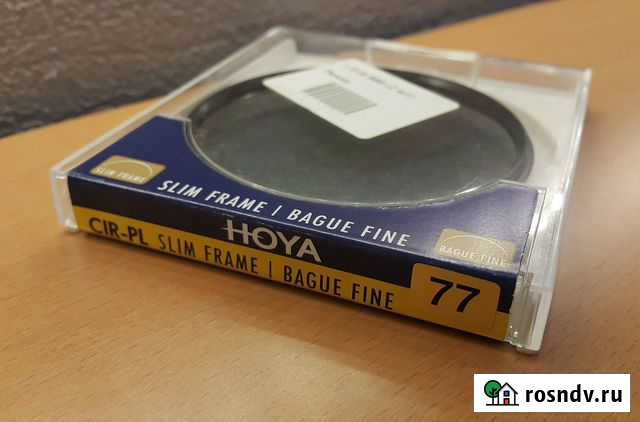 SLIM FRAME
SLIM FRAME | BAGUE FINE
BAGUE FINE
HOYA
CIR-PL SLIM FRAME | BAGUE FINE
77
rosndv.ru